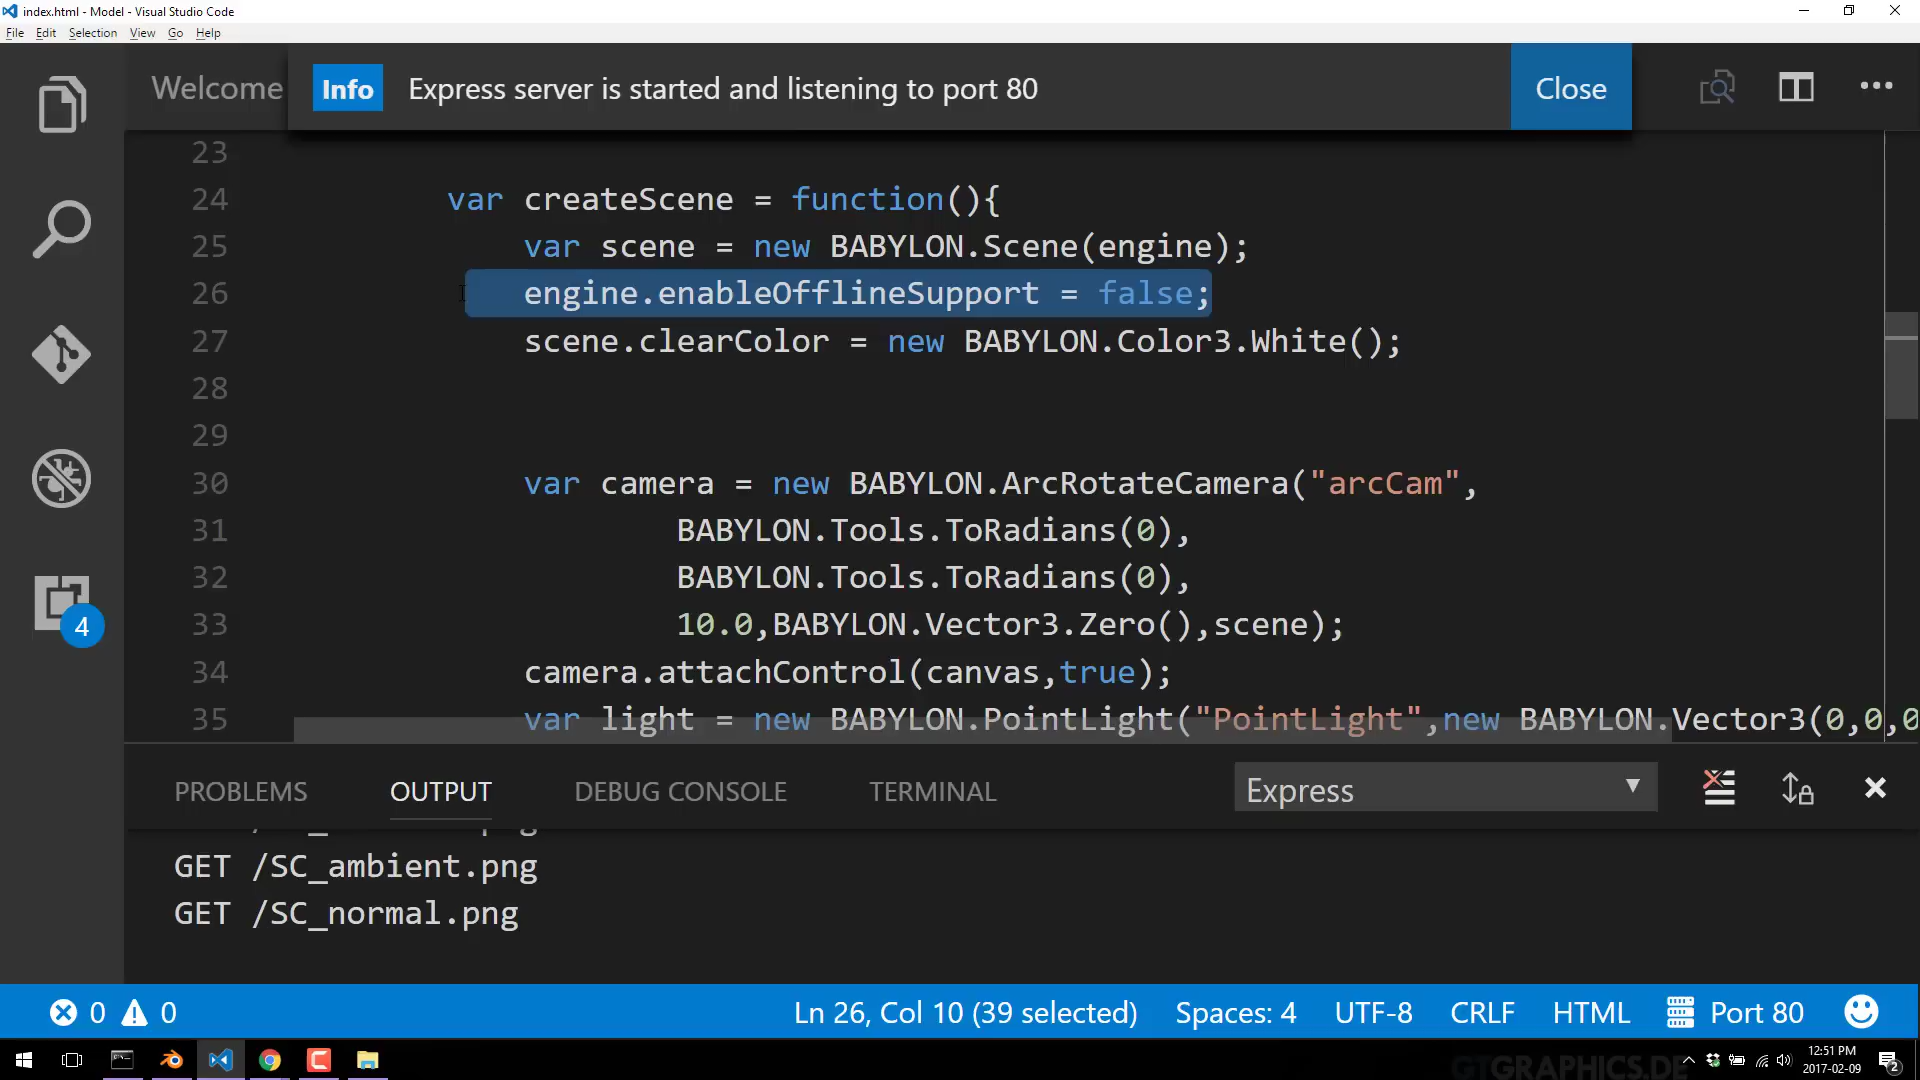 index.html - Model - Visual Studio Code
File Edit Selection View Go Help
Welcome Info Express server is started and listening to port 80 Close
23
24 var createScene = function(){
25 var scene = new BABYLON.Scene(engine);
26 engine.enableOfflineSupport = false;
27 scene.clearColor = new BABYLON.Color3.White();
28
29
30 var camera = new BABYLON.ArcRotateCamera("arcCam",
31 BABYLON.Tools.ToRadians(0),
32 BABYLON.Tools.ToRadians(0),
33 10.0,BABYLON.Vector3.Zero(),scene);
34 camera.attachControl(canvas,true);
35 var light = new BABYLON.PointLight("PointLight",new BABYLON.Vector3(0,0,0
4
PROBLEMS OUTPUT DEBUG CONSOLE TERMINAL Express
GET /SC_ambient.png
GET /SC_normal.png
0 0 Ln 26, Col 10 (39 selected) Spaces: 4 UTF-8 CRLF HTML Port 80
GTGRAPHICS.DE
12:51 PM
2017-02-09
2